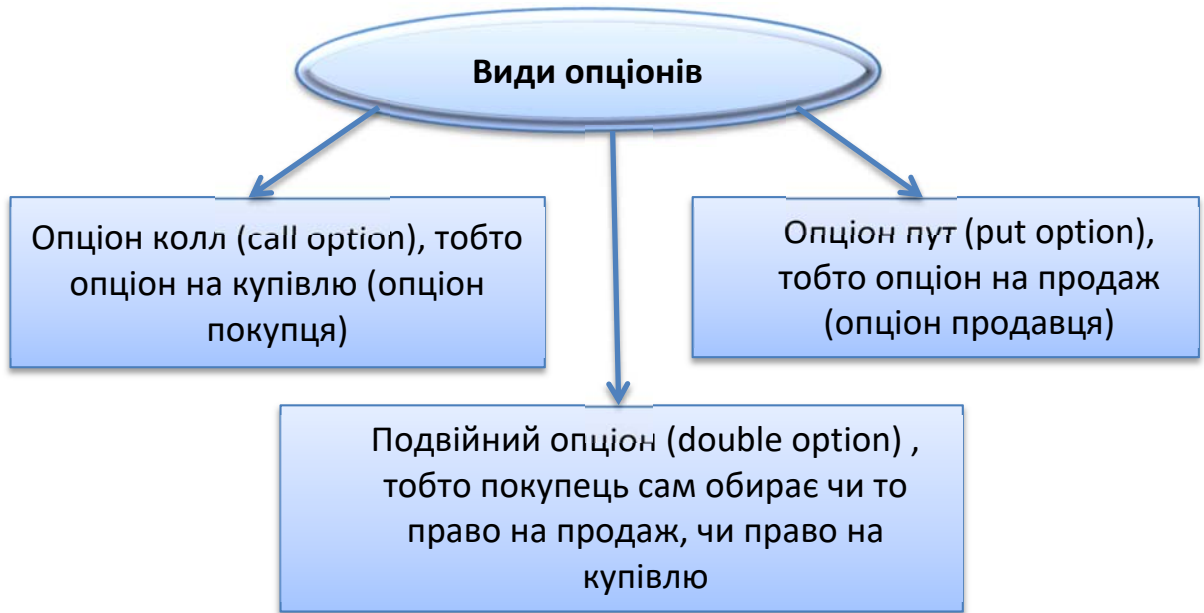 Види опціонів
Опціон колл (call option), тобто
опціон на купівлю (опціон
покупця)
Опціон пут (put option),
тобто опціон на продаж
(опціон продавця)
Подвійний опціон (double option) ,
тобто покупець сам обирає чи то
право на продаж, чи право на
купівлю